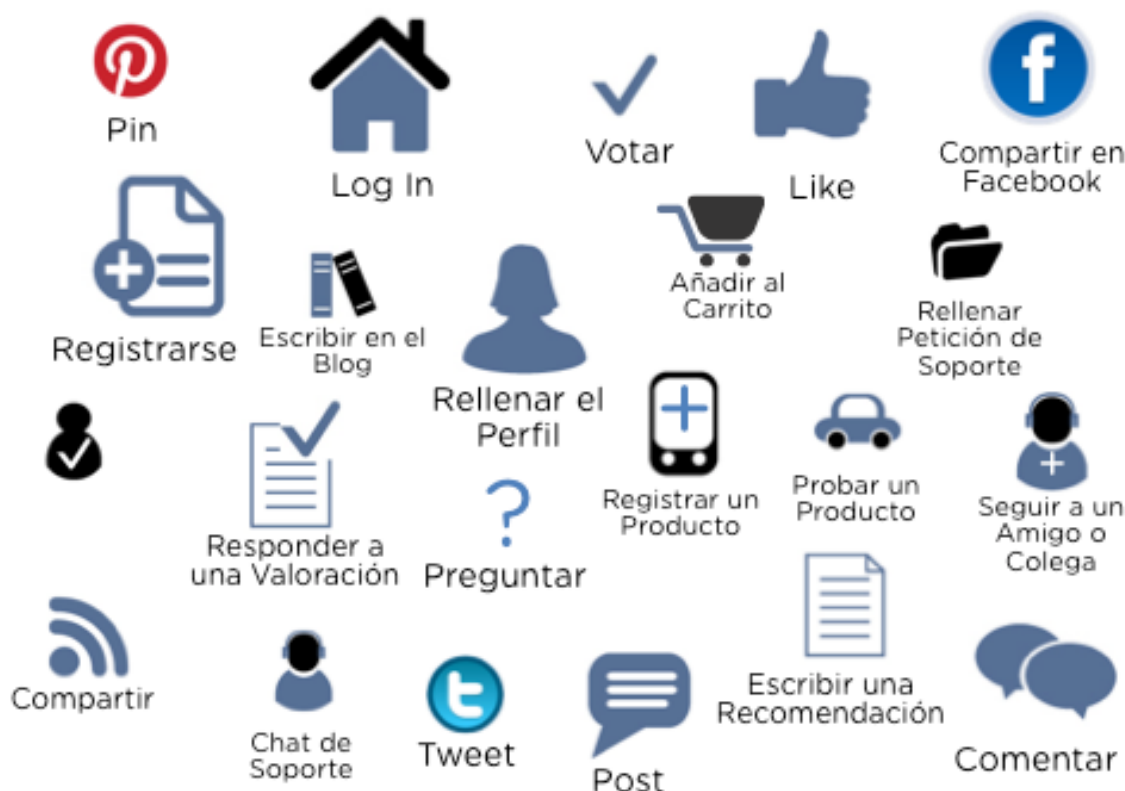 Pin
Log In
Votar
Like
Compartir en
Facebook
Registrarse
Escribir en el
Blog
Rellenar el
Perfil
Añadir al
Carrito
Rellenar
Petición de
Soporte
Responder a
una Valoración
Preguntar
Registrar un
Producto
Probar un
Producto
Seguir a un
Amigo o
Colega
Compartir
Chat de
Soporte
Tweet
Post
Escribir una
Recomendación
Comentar